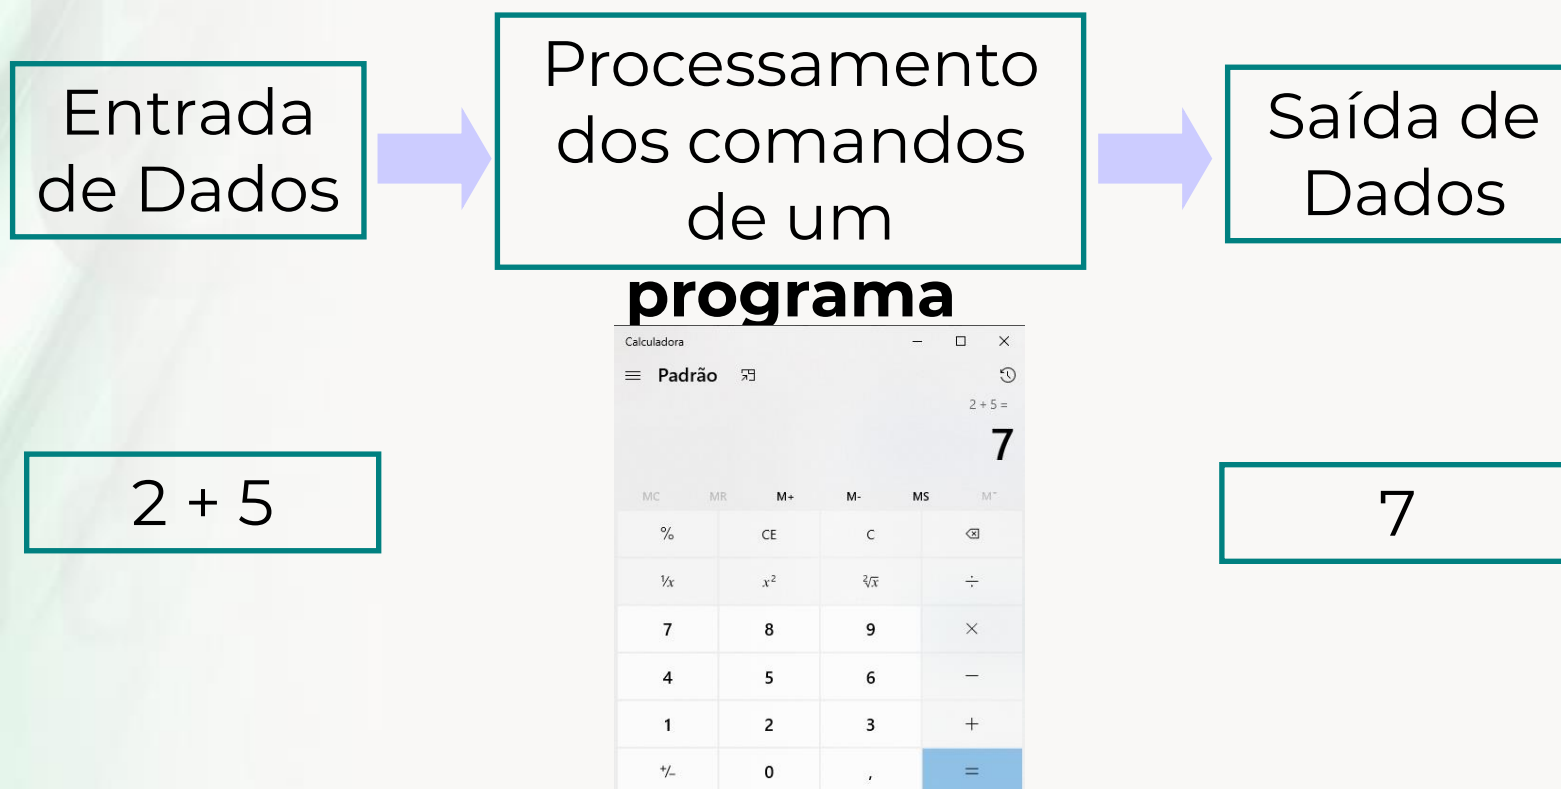 Entrada
de Dados
Processamento
dos comandos
de um
programa
Saída de
Dados
2 + 5
Calculadora
Padrão
2 + 5 =
7
MC MR M+ M- MS M˅
% CE C
¹/x x² ²√x ÷
7 8 9 ×
4 5 6 −
1 2 3 +
+/− 0 , =
7